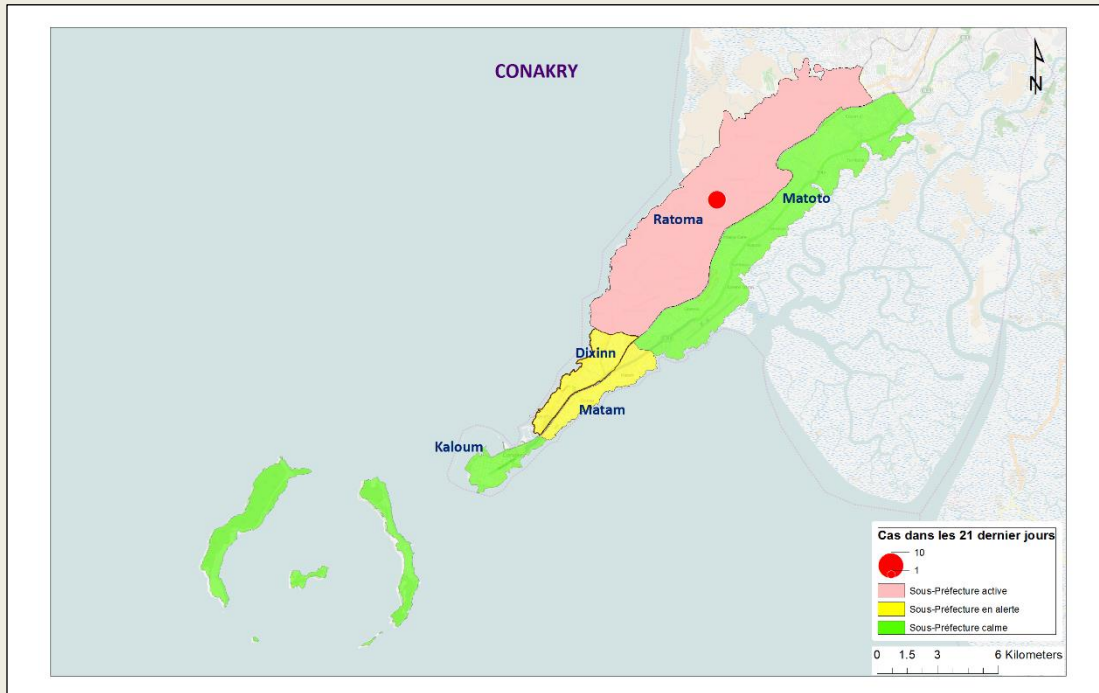 CONAKRY
N
Ratoma
Matoto
Dixinn
Matam
Kaloum
Cas dans les 21 dernier jours
10
1
Sous-Préfecture active
Sous-Préfecture en alerte
Sous-Préfecture calme
0 1.5 3 6 Kilometers